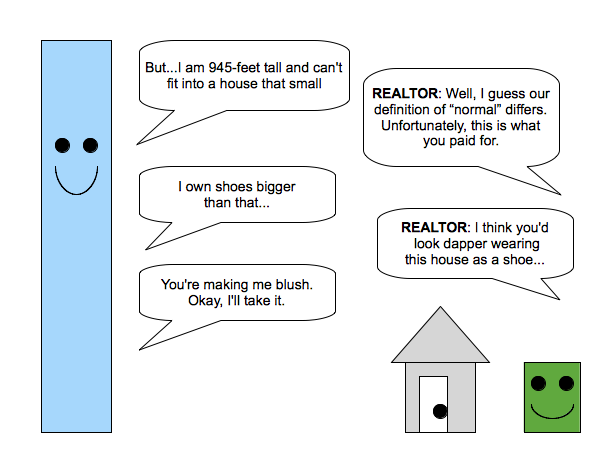 But...I am 945-feet tall and can't
fit into a house that small
REALTOR: Well, I guess our
definition of “normal” differs.
Unfortunately, this is what
you paid for.
I own shoes bigger
than that...
REALTOR: I think you'd
look dapper wearing
this house as a shoe...
You're making me blush.
Okay, I'll take it.